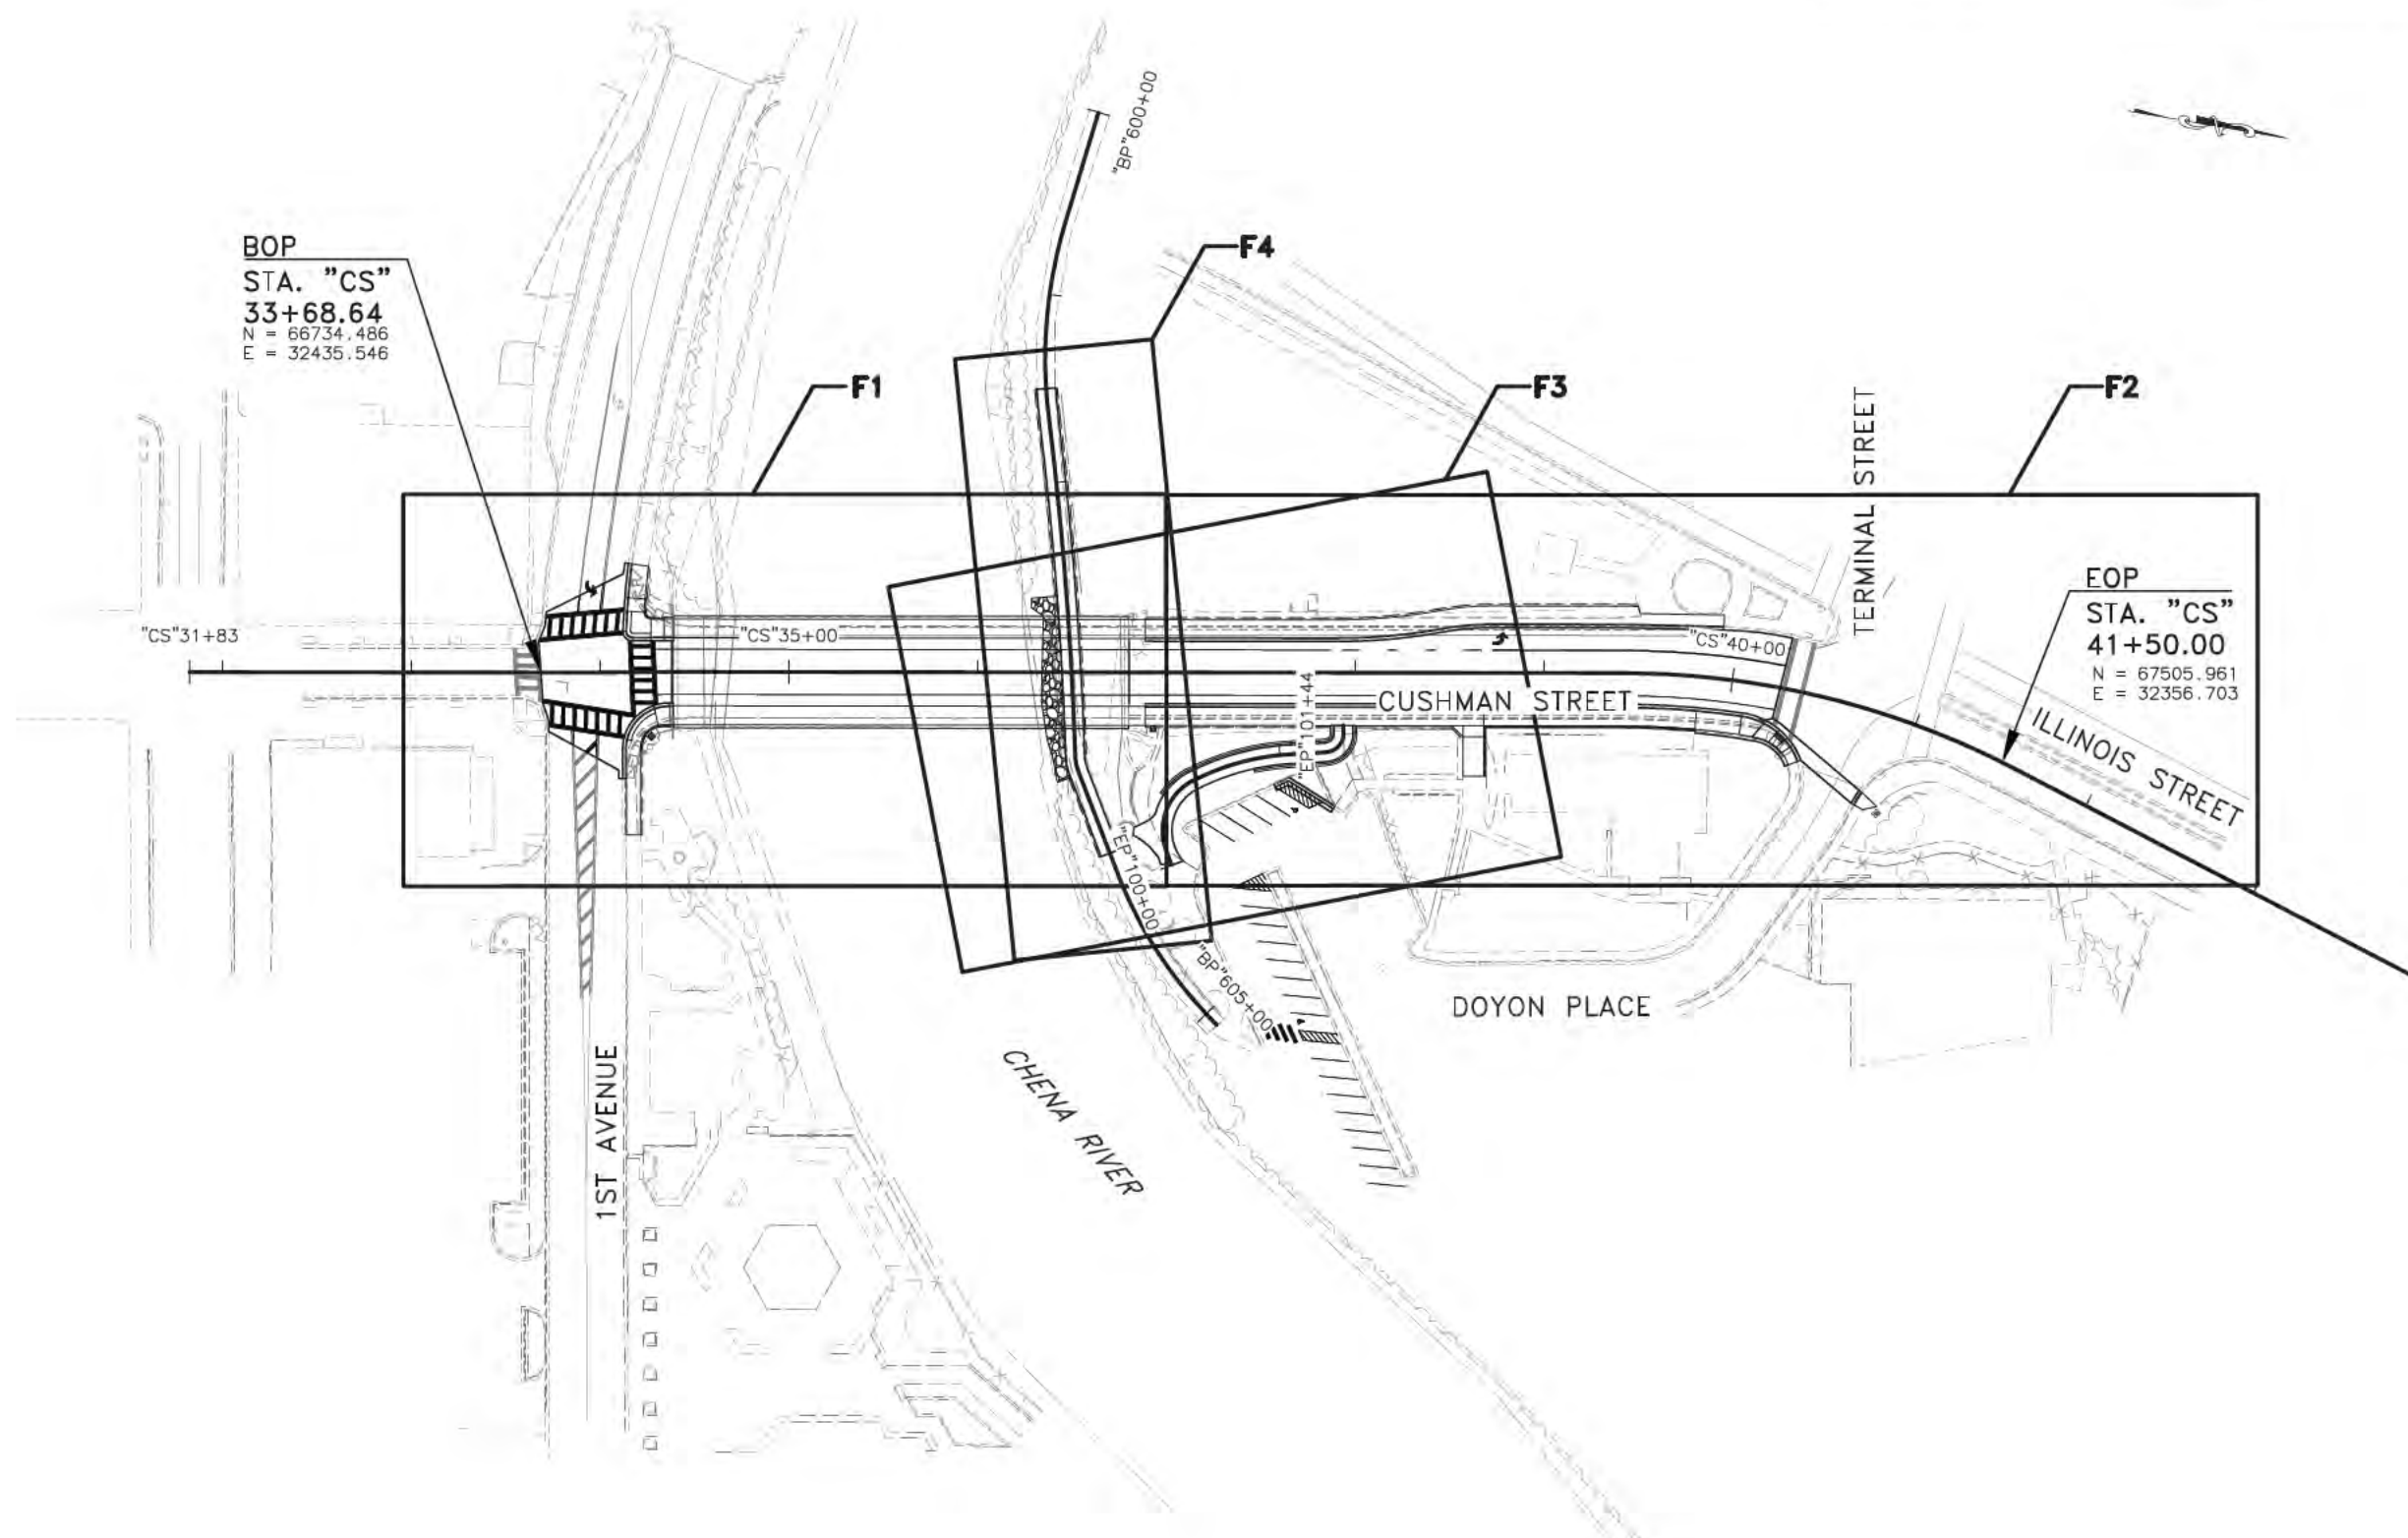 "BP"600+00
BOP
STA. "CS"
33+68.64
N = 66734.486
E = 32435.546
F4
F1
F3
F2
TERMINAL STREET
EOP
STA. "CS"
41+50.00
N = 67505.961
E = 32356.703
"CS"31+83
"CS"35+00
"CS"40+00
"EP"101+44
CUSHMAN STREET
ILLINOIS STREET
"EP"100+00
"BP"605+00
DOYON PLACE
1ST AVENUE
CHENA RIVER